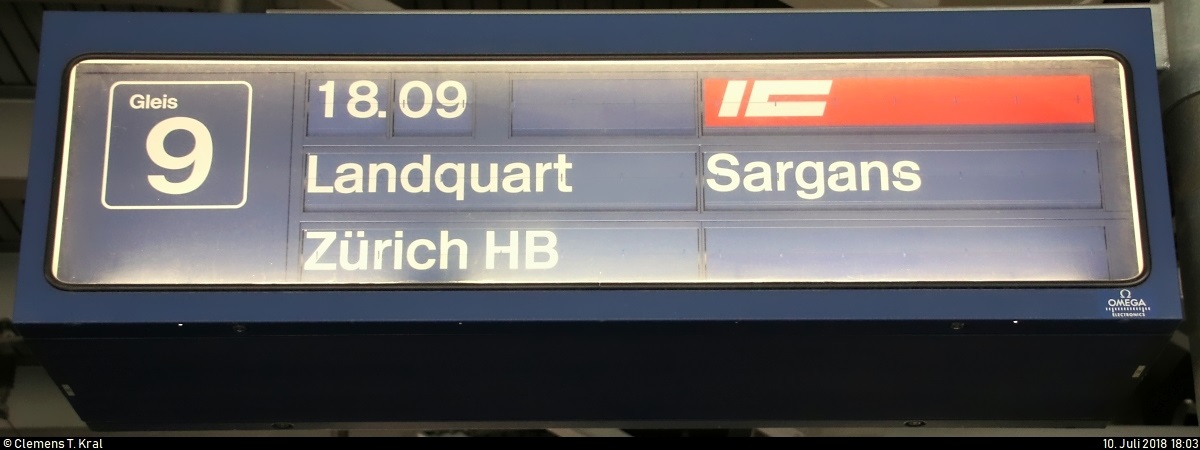 Gleis
9
18.09
IC
Landquart
Sargans
Zürich HB
Ω
OMEGA
ELECTRONICS
© Clemens T. Kral
10. Juli 2018 18:03